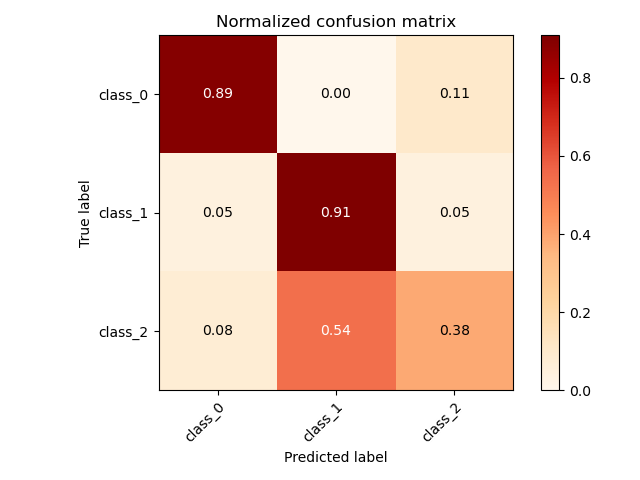 Normalized confusion matrix
class_0
0.89
0.00
0.11
class_1
0.05
0.91
0.05
class_2
0.08
0.54
0.38
class_0
class_1
class_2
True label
Predicted label
0.8
0.6
0.4
0.2
0.0